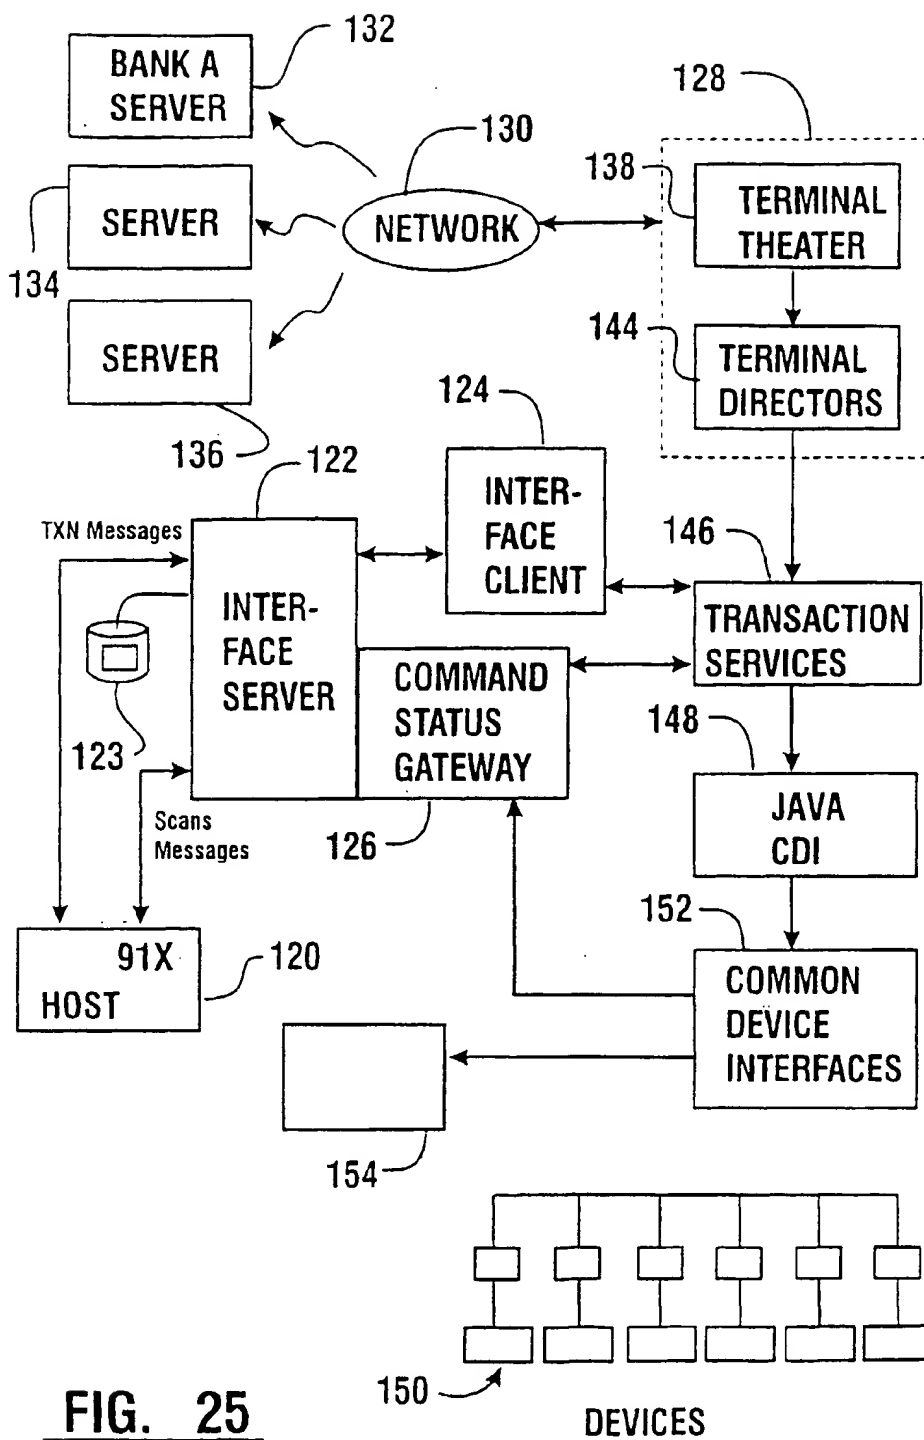 132
BANK A
SERVER
128
130
138
TERMINAL
THEATER
SERVER
NETWORK
134
144
SERVER
TERMINAL
DIRECTORS
124
136
122
INTER-
FACE
CLIENT
TXN Messages
146
INTER-
FACE
SERVER
TRANSACTION
SERVICES
COMMAND
STATUS
GATEWAY
148
123
JAVA
CDI
Scans
Messages
126
152
91X
HOST
120
COMMON
DEVICE
INTERFACES
154
150
DEVICES
FIG. 25